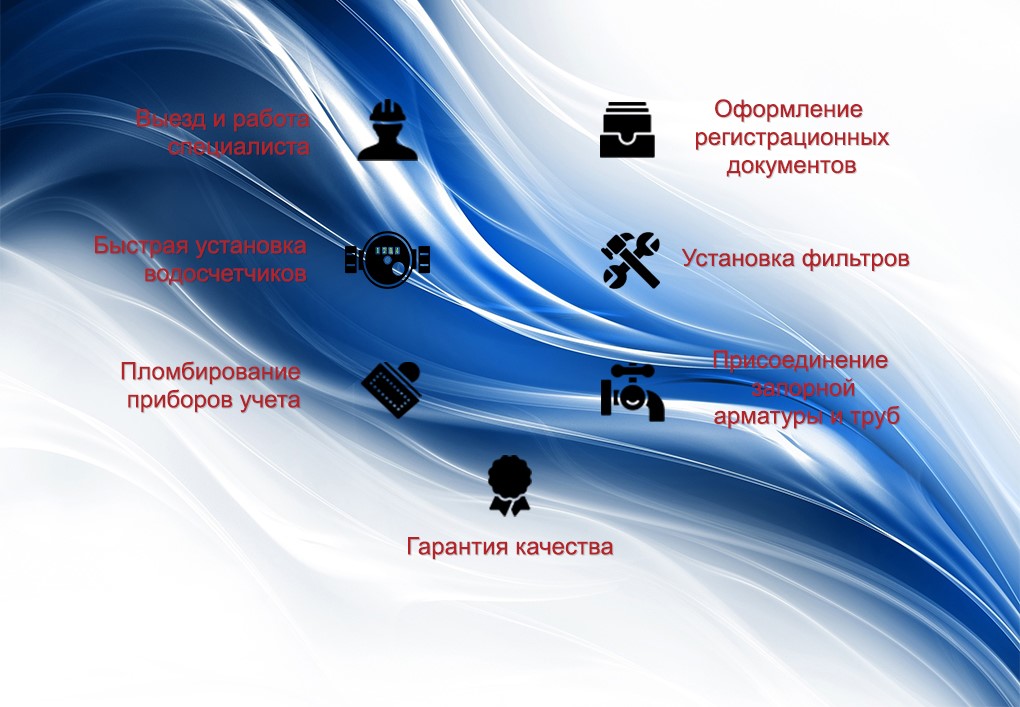 Выезд и работа
специалиста
Оформление
регистрационных
документов
Быстрая установка
водосчетчиков
Установка фильтров
Пломбирование
приборов учета
Присоединение
запорной
арматуры и труб
Гарантия качества